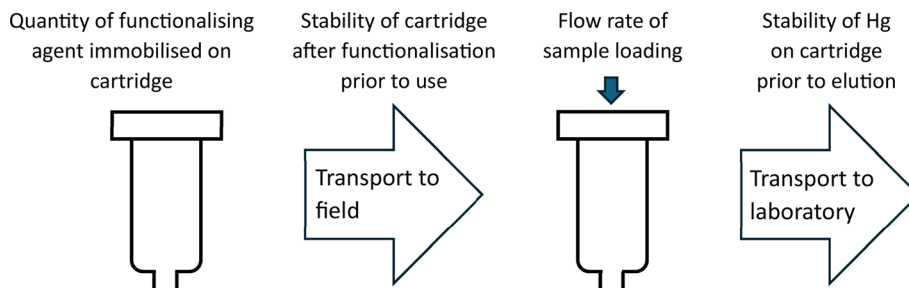 Quantity of functionalising
agent immobilised on
cartridge
Stability of cartridge
after functionalisation
prior to use
Flow rate of
sample loading
Stability of Hg
on cartridge
prior to elution
Transport to
field
Transport to
laboratory